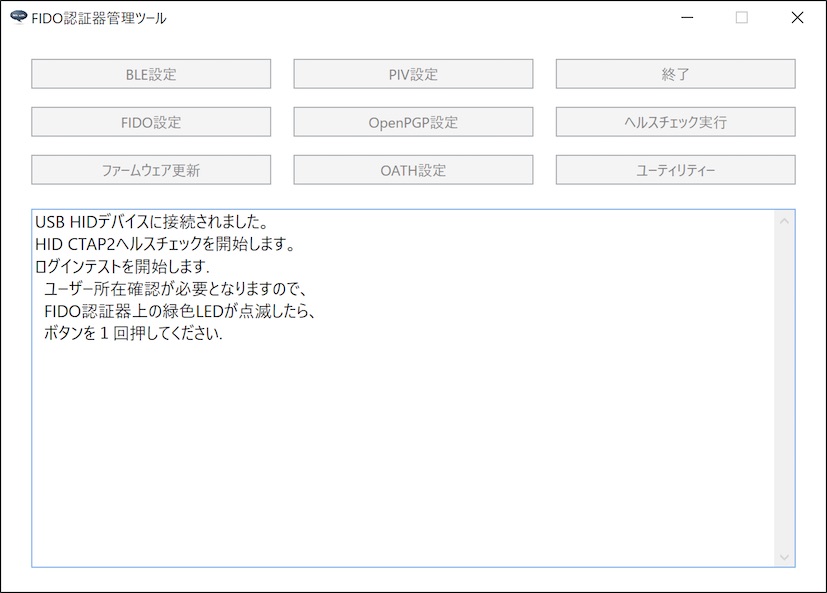 FIDO認証器管理ツール
BLE設定
PIV設定
終了
FIDO設定
OpenPGP設定
ヘルスチェック実行
ファームウェア更新
OATH設定
ユーティリティー
USB HIDデバイスに接続されました。
HID CTAP2ヘルスチェックを開始します。
ログインテストを開始します.
ユーザー所在確認が必要となりますので、
FIDO認証器上の緑色LEDが点滅したら、
ボタンを１回押してください.